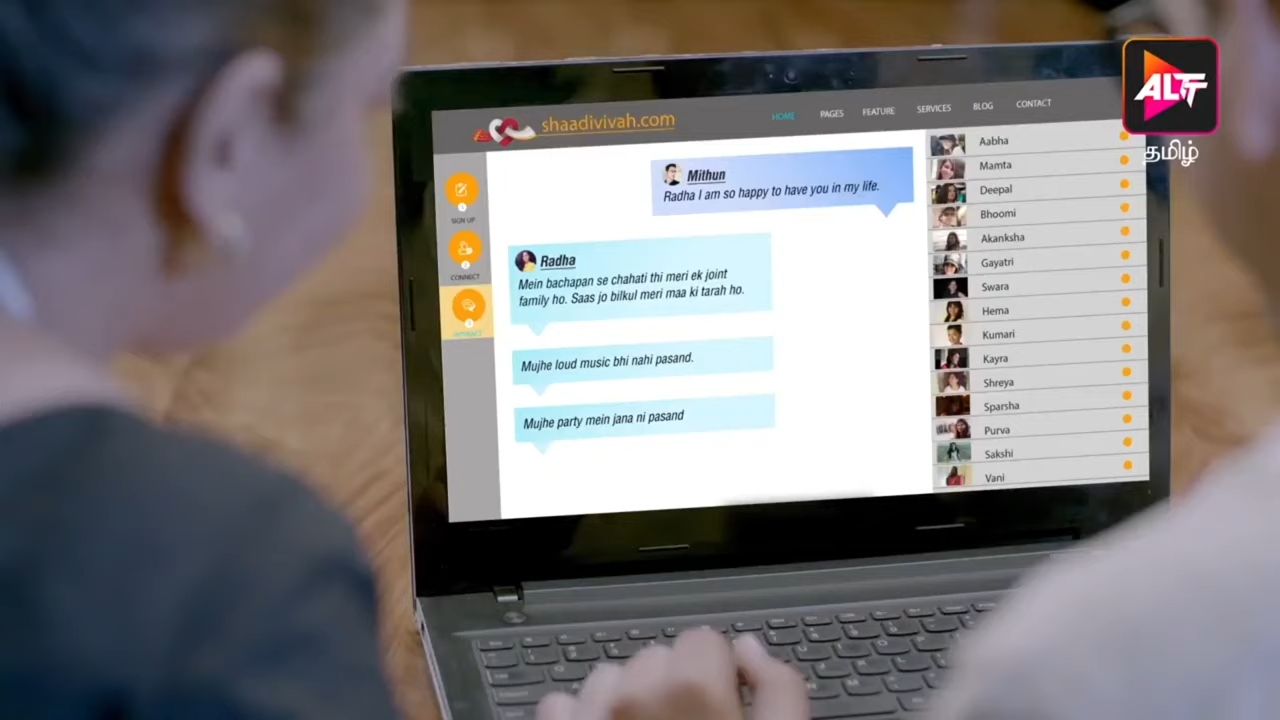 ALTT
தமிழ்
shaadivivah.com
HOME
PAGES
FEATURE
SERVICES
BLOG
CONTACT
SIGN UP
CONNECT
INTERACT
Mithun
Radha I am so happy to have you in my life.
Radha
Mein bachapan se chahati thi meri ek joint
family ho. Saas jo bilkul meri maa ki tarah ho.
Mujhe loud music bhi nahi pasand.
Mujhe party mein jana ni pasand
Aabha
Mamta
Deepal
Bhoomi
Akanksha
Gayatri
Swara
Hema
Kumari
Kayra
Shreya
Sparsha
Purva
Sakshi
Vani